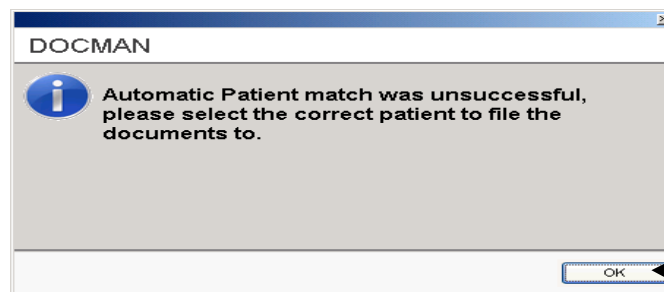 DOCMAN
Automatic Patient match was unsuccessful,
please select the correct patient to file the
documents to.
OK